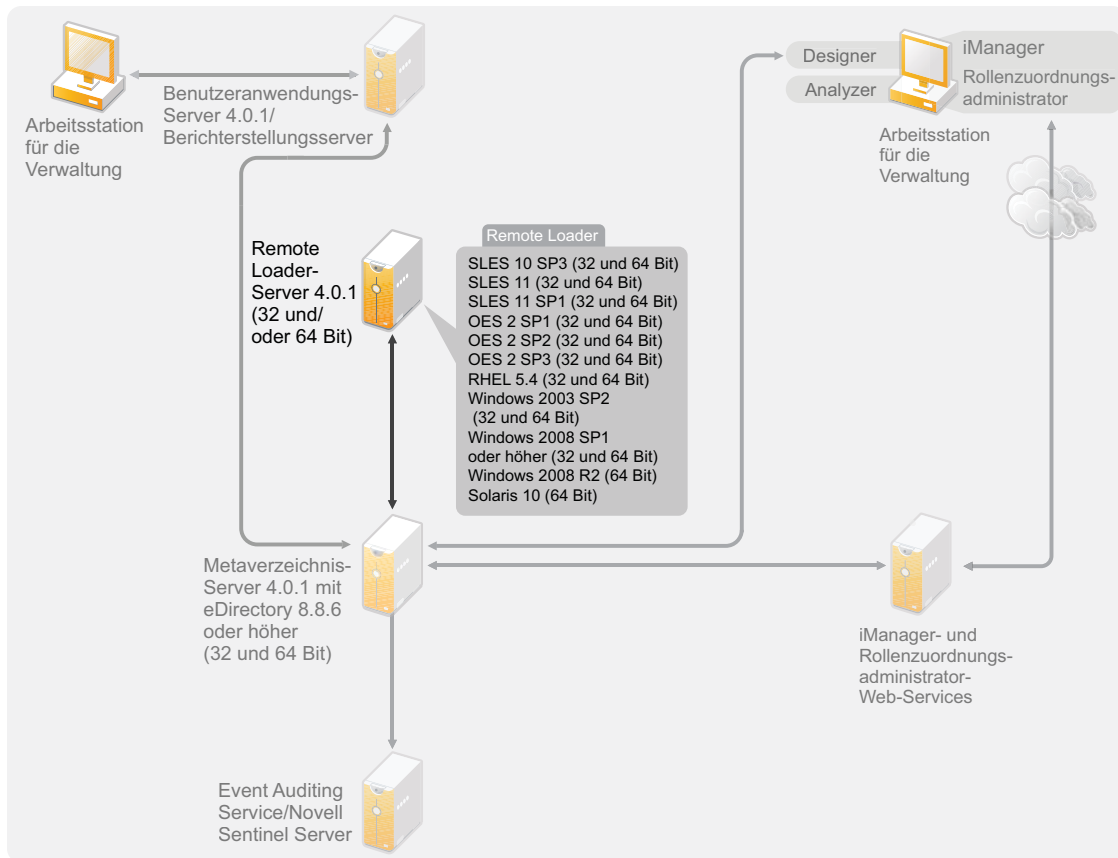 Arbeitsstation
für die
Verwaltung
Benutzeranwendungs-
Server 4.0.1/
Berichterstellungsserver
Designer
Analyzer
iManager
Rollenzuordnungs-
administrator
Arbeitsstation
für die
Verwaltung
Remote
Loader-
Server 4.0.1
(32 und/
oder 64 Bit)
Remote Loader
SLES 10 SP3 (32 und 64 Bit)
SLES 11 (32 und 64 Bit)
SLES 11 SP1 (32 und 64 Bit)
OES 2 SP1 (32 und 64 Bit)
OES 2 SP2 (32 und 64 Bit)
OES 2 SP3 (32 und 64 Bit)
RHEL 5.4 (32 und 64 Bit)
Windows 2003 SP2
(32 und 64 Bit)
Windows 2008 SP1
oder höher (32 und 64 Bit)
Windows 2008 R2 (64 Bit)
Solaris 10 (64 Bit)
Metaverzeichnis-
Server 4.0.1 mit
eDirectory 8.8.6
oder höher
(32 und 64 Bit)
iManager- und
Rollenzuordnungs-
administrator-
Web-Services
Event Auditing
Service/Novell
Sentinel Server